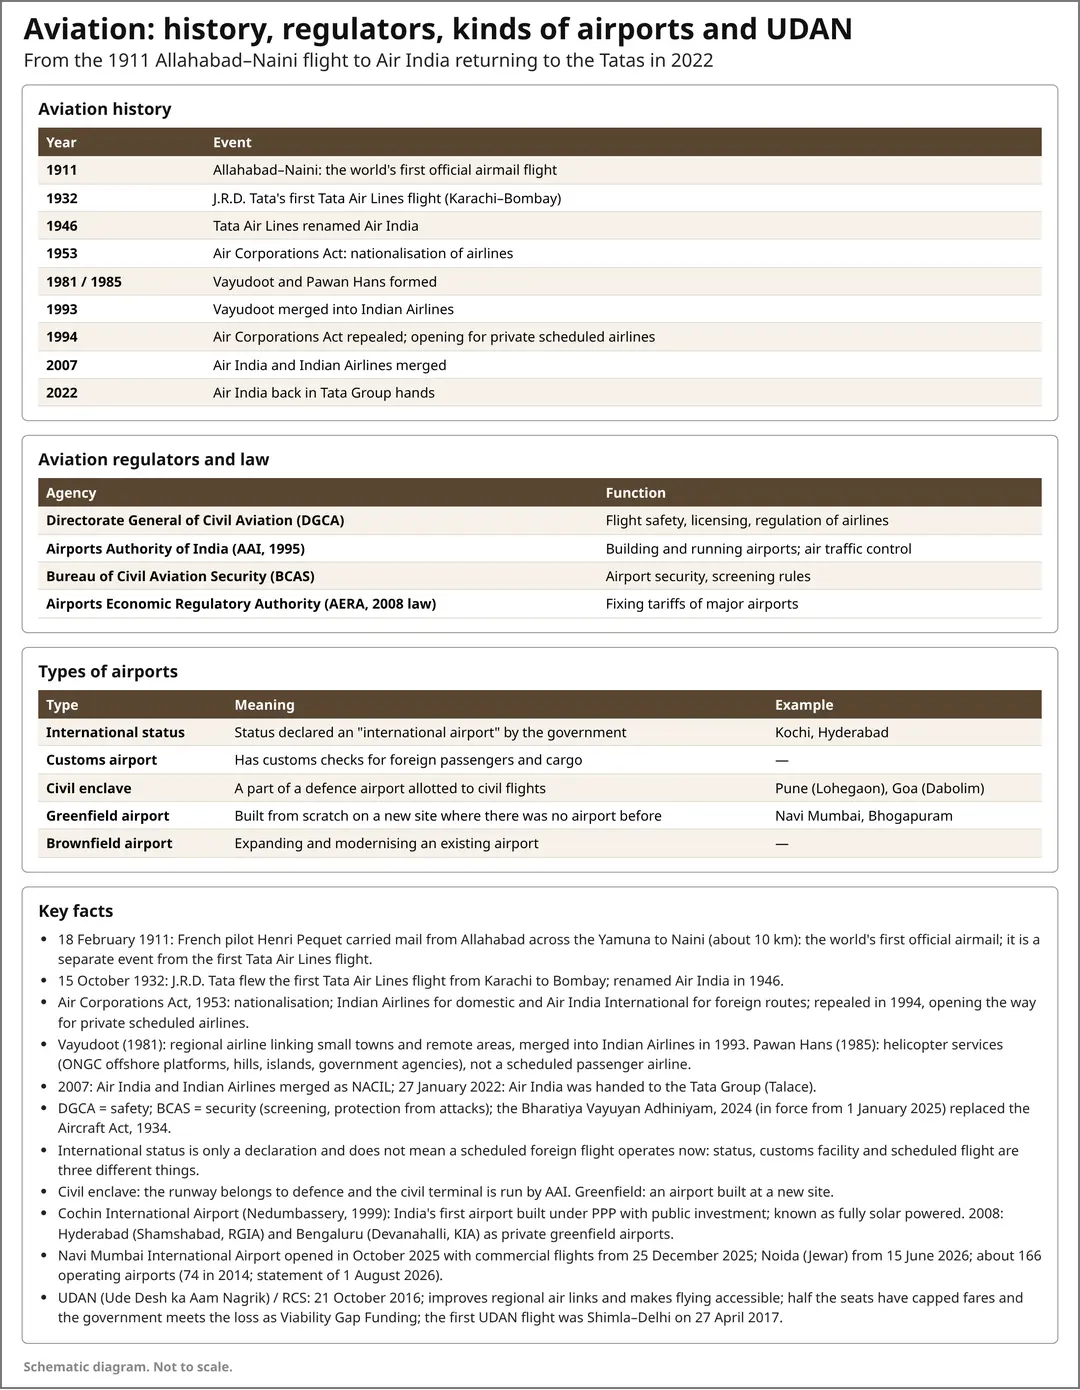 Aviation: history, regulators, kinds of airports and UDAN
From the 1911 Allahabad–Naini flight to Air India returning to the Tatas in 2022
Aviation history
Year Event
1911 Allahabad–Naini: the world's first official airmail flight
1932 J.R.D. Tata's first Tata Air Lines flight (Karachi–Bombay)
1946 Tata Air Lines renamed Air India
1953 Air Corporations Act: nationalisation of airlines
1981 / 1985 Vayudoot and Pawan Hans formed
1993 Vayudoot merged into Indian Airlines
1994 Air Corporations Act repealed; opening for private scheduled airlines
2007 Air India and Indian Airlines merged
2022 Air India back in Tata Group hands
Aviation regulators and law
Agency Function
Directorate General of Civil Aviation (DGCA) Flight safety, licensing, regulation of airlines
Airports Authority of India (AAI, 1995) Building and running airports; air traffic control
Bureau of Civil Aviation Security (BCAS) Airport security, screening rules
Airports Economic Regulatory Authority (AERA, 2008 law) Fixing tariffs of major airports
Types of airports
Type Meaning Example
International status Status declared an "international airport" by the government Kochi, Hyderabad
Customs airport Has customs checks for foreign passengers and cargo —
Civil enclave A part of a defence airport allotted to civil flights Pune (Lohegaon), Goa (Dabolim)
Greenfield airport Built from scratch on a new site where there was no airport before Navi Mumbai, Bhogapuram
Brownfield airport Expanding and modernising an existing airport —
Key facts
• 18 February 1911: French pilot Henri Pequet carried mail from Allahabad across the Yamuna to Naini (about 10 km): the world's first official airmail; it is a
separate event from the first Tata Air Lines flight.
• 15 October 1932: J.R.D. Tata flew the first Tata Air Lines flight from Karachi to Bombay; renamed Air India in 1946.
• Air Corporations Act, 1953: nationalisation; Indian Airlines for domestic and Air India International for foreign routes; repealed in 1994, opening the way
for private scheduled airlines.
• Vayudoot (1981): regional airline linking small towns and remote areas, merged into Indian Airlines in 1993. Pawan Hans (1985): helicopter services
(ONGC offshore platforms, hills, islands, government agencies), not a scheduled passenger airline.
• 2007: Air India and Indian Airlines merged as NACIL; 27 January 2022: Air India was handed to the Tata Group (Talace).
• DGCA = safety; BCAS = security (screening, protection from attacks); the Bharatiya Vayuyan Adhiniyam, 2024 (in force from 1 January 2025) replaced the
Aircraft Act, 1934.
• International status is only a declaration and does not mean a scheduled foreign flight operates now: status, customs facility and scheduled flight are
three different things.
• Civil enclave: the runway belongs to defence and the civil terminal is run by AAI. Greenfield: an airport built at a new site.
• Cochin International Airport (Nedumbassery, 1999): India's first airport built under PPP with public investment; known as fully solar powered. 2008:
Hyderabad (Shamshabad, RGIA) and Bengaluru (Devanahalli, KIA) as private greenfield airports.
• Navi Mumbai International Airport opened in October 2025 with commercial flights from 25 December 2025; Noida (Jewar) from 15 June 2026; about 166
operating airports (74 in 2014; statement of 1 August 2026).
• UDAN (Ude Desh ka Aam Nagrik) / RCS: 21 October 2016; improves regional air links and makes flying accessible; half the seats have capped fares and
the government meets the loss as Viability Gap Funding; the first UDAN flight was Shimla–Delhi on 27 April 2017.
Schematic diagram. Not to scale.